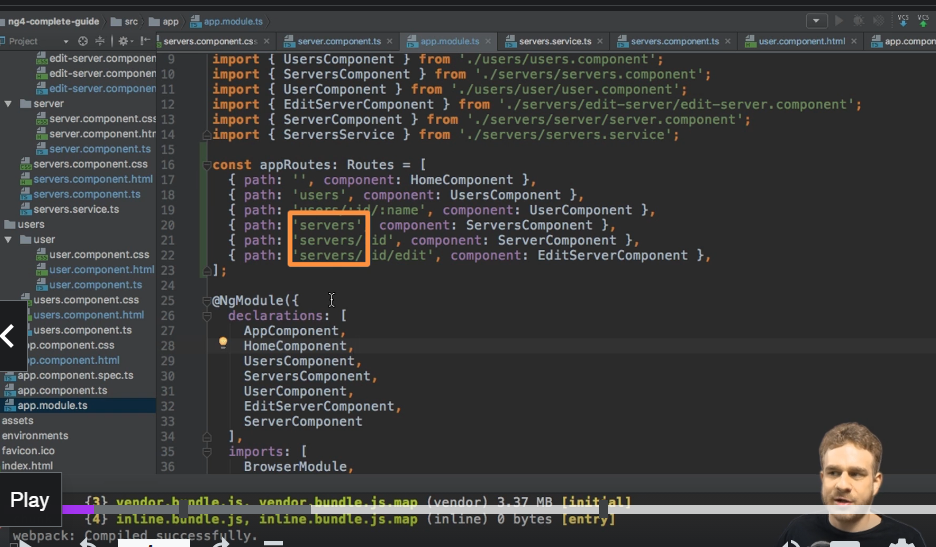 ng4-complete-guide src app app.module.ts
VCS VCS
Project servers.component.css server.component.ts app.module.ts servers.service.ts servers.component.ts user.component.html app.compon
edit-server.componen
edit-server.componen
edit-server.componen
server
server.component.css
server.component.htm
server.component.ts
servers.component.css
servers.component.html
servers.component.ts
servers.service.ts
users
user
user.component.css
user.component.html
user.component.ts
users.component.css
users.component.html
users.component.ts
pp.component.css
pp.component.html
app.component.spec.ts
app.component.ts
app.module.ts
assets
environments
favicon.ico
index.html
9 import { UsersComponent } from './users/users.component';
10 import { ServersComponent } from './servers/servers.component';
11 import { UserComponent } from './users/user/user.component';
12 import { EditServerComponent } from './servers/edit-server/edit-server.component';
13 import { ServerComponent } from './servers/server/server.component';
14 import { ServersService } from './servers/servers.service';
15
16 const appRoutes: Routes = [
17 { path: '', component: HomeComponent },
18 { path: 'users', component: UsersComponent },
19 { path: 'users/:id/:name', component: UserComponent },
20 { path: 'servers' component: ServersComponent },
21 { path: 'servers/ id', component: ServerComponent },
22 { path: 'servers/ id/edit', component: EditServerComponent },
23 ];
24
25 @NgModule({
26 declarations: [
27 AppComponent,
28 HomeComponent,
29 UsersComponent,
30 ServersComponent,
31 UserComponent,
32 EditServerComponent,
33 ServerComponent
34 ],
35 imports: [
36 BrowserModule,
Play
{3} vendor.bundle.js, vendor.bundle.js.map (vendor) 3.37 MB [initial]
{4} inline.bundle.js, inline.bundle.js.map (inline) 0 bytes [entry]
webpack: Compiled successfully.